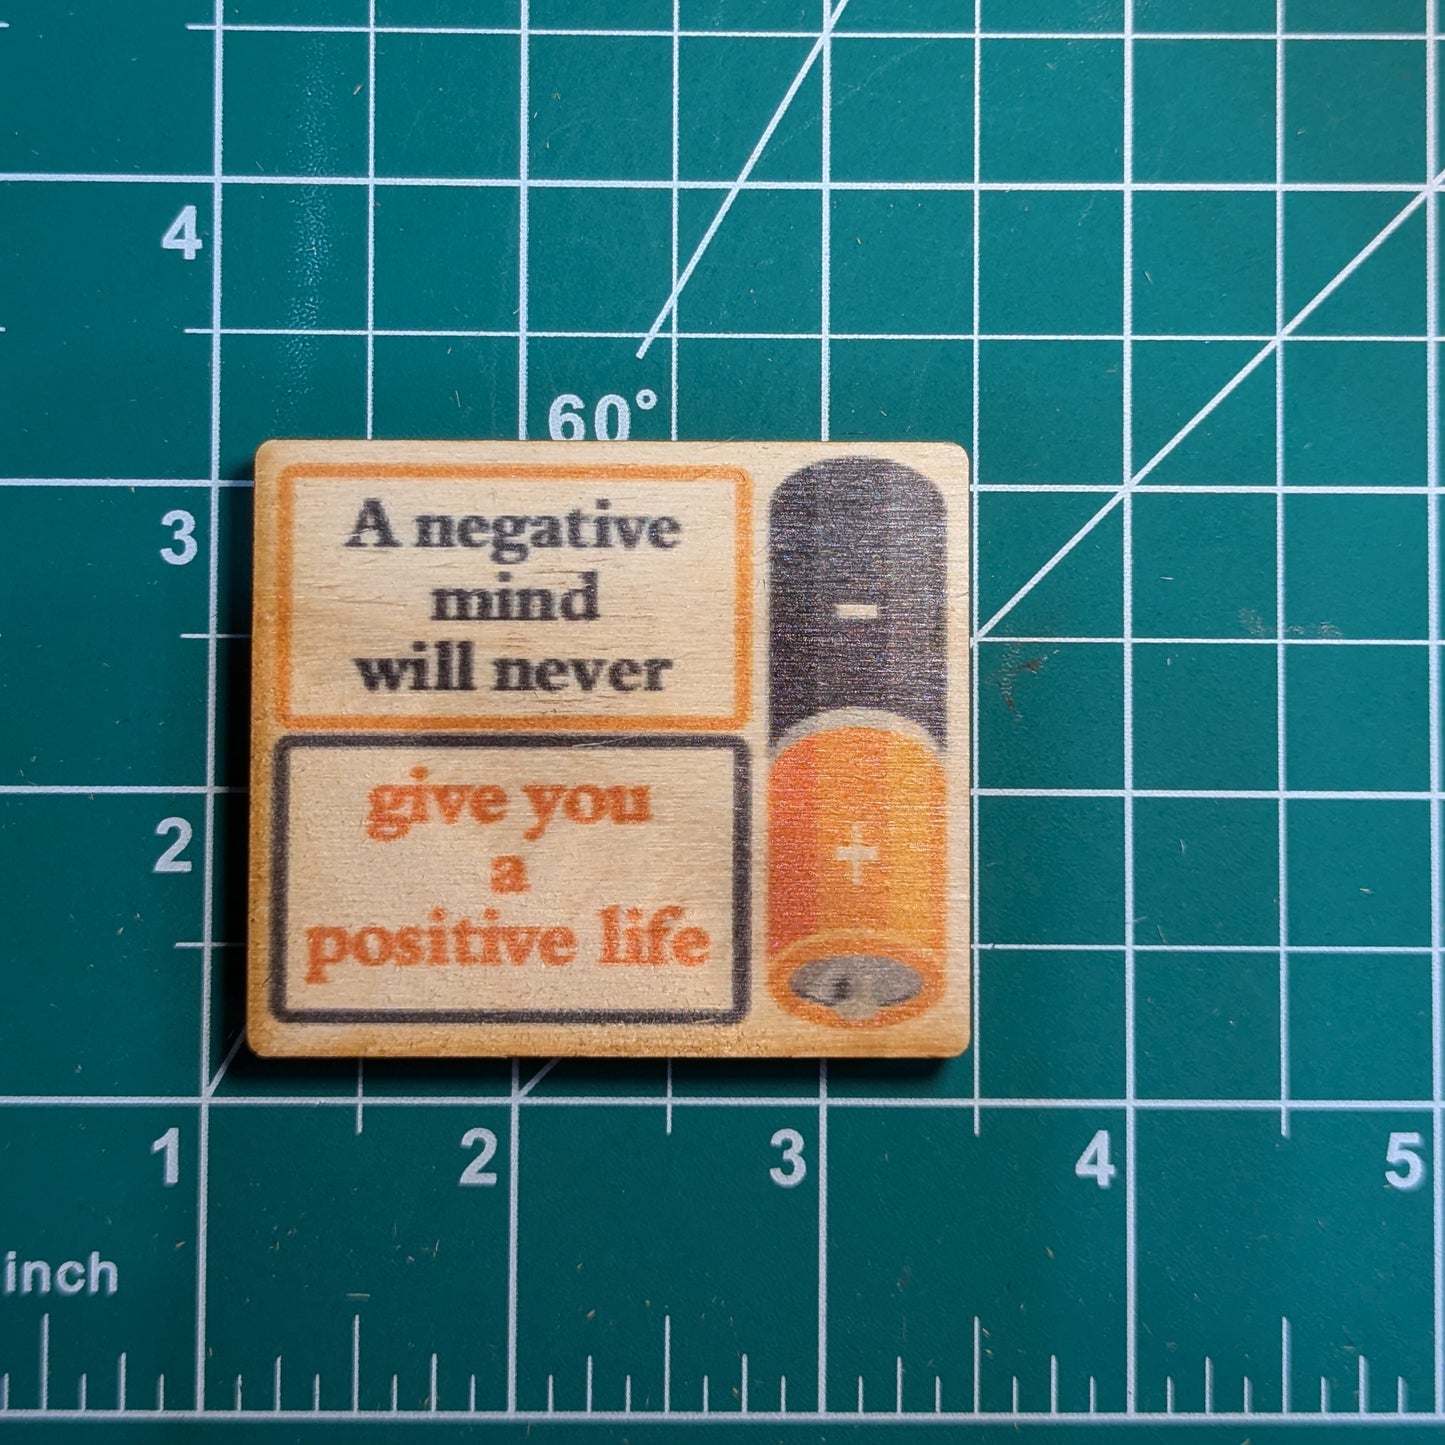 4
60°
3
A negative
mind
will never
-
+
2
give you
a
positive life
1 2 3 4 5
inch